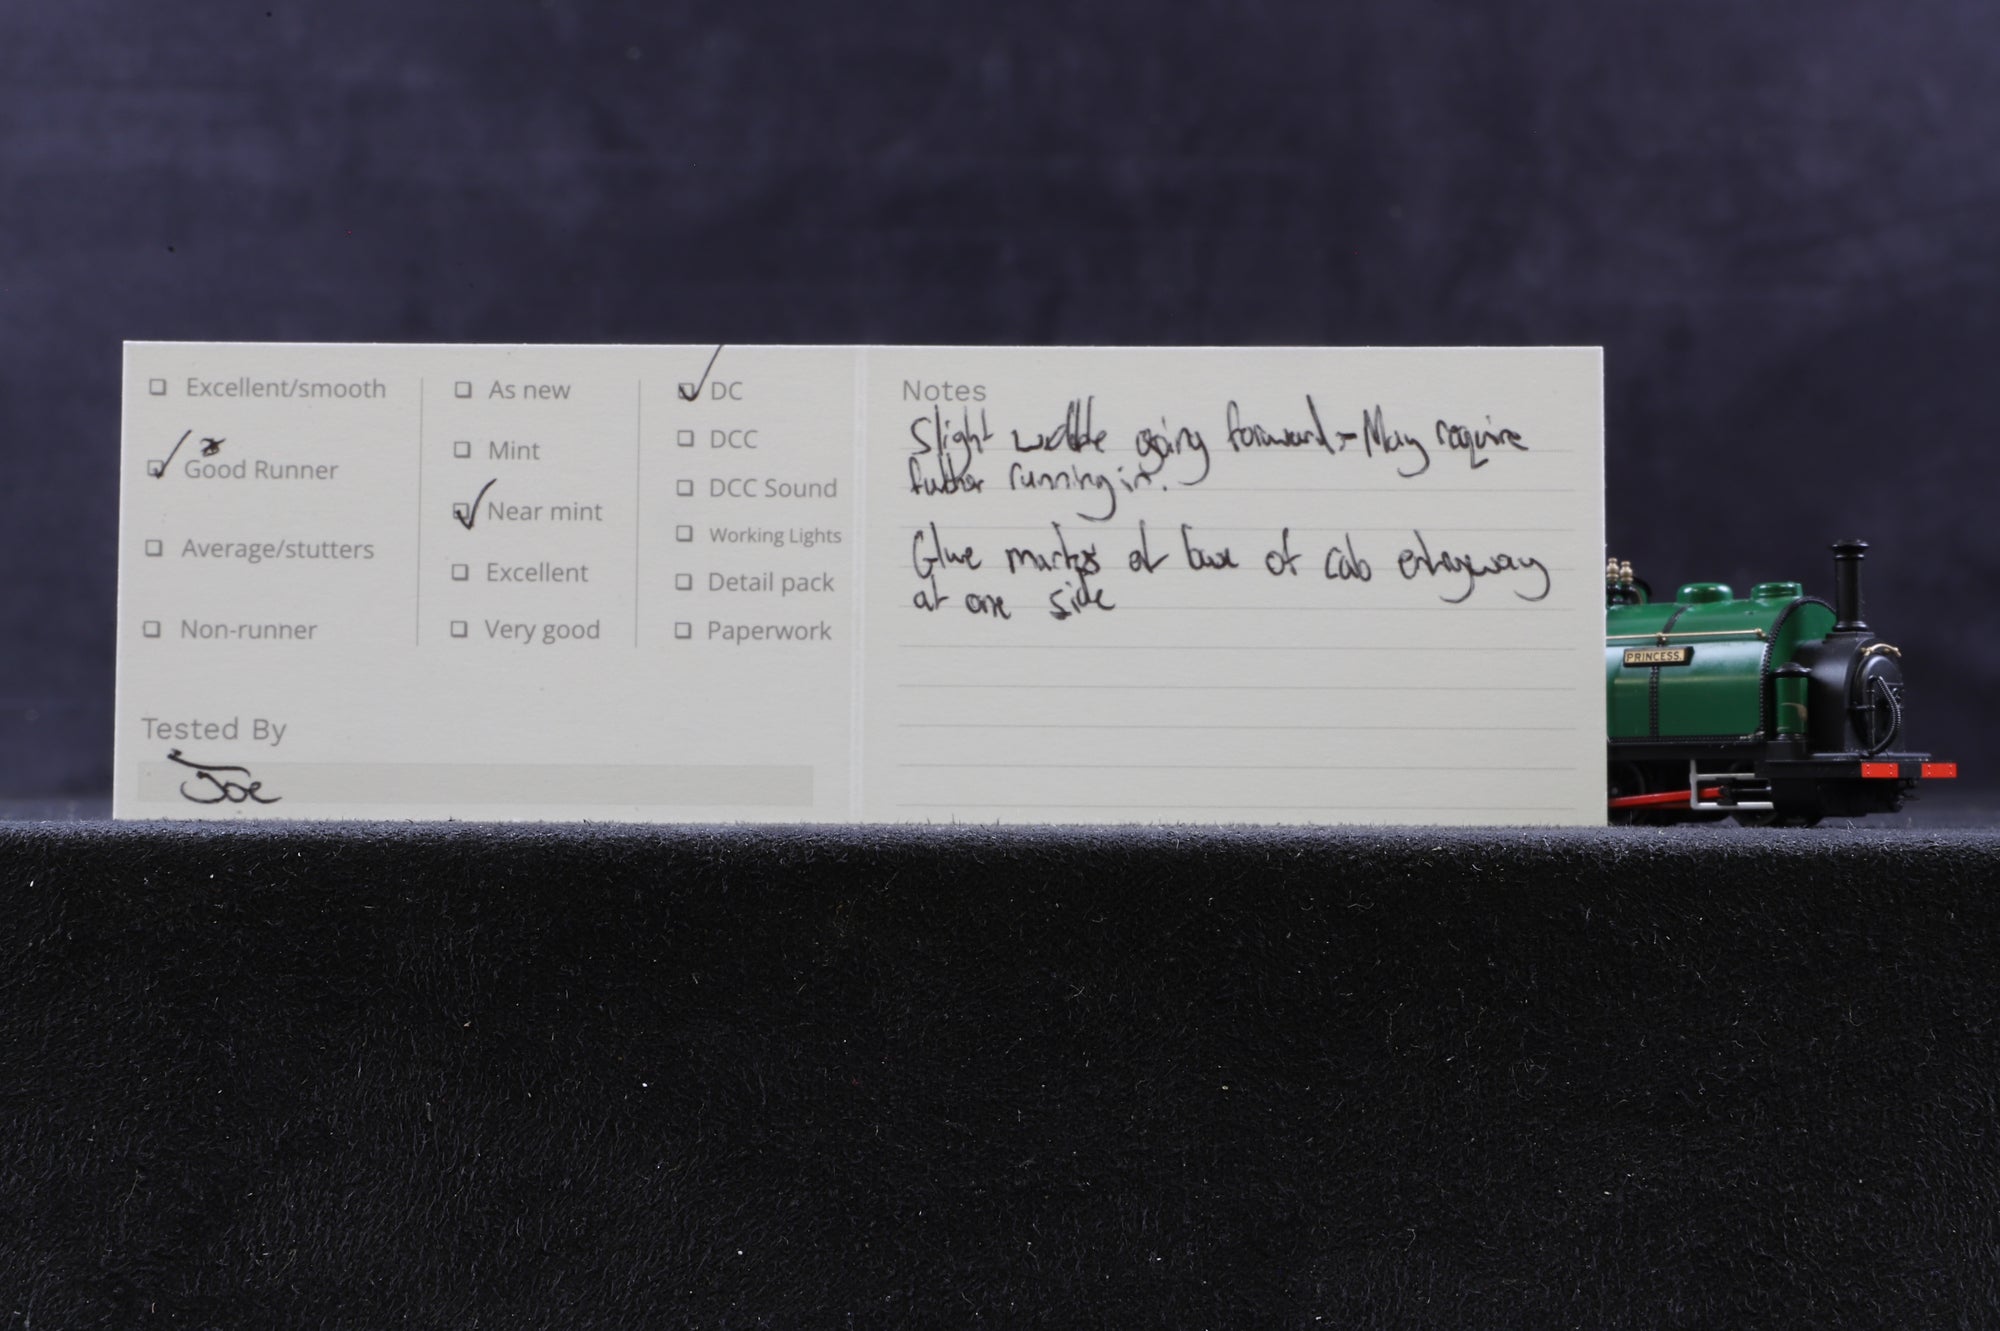 Excellent/smooth
Good Runner
Average/stutters
Non-runner
As new
Mint
Near mint
Excellent
Very good
DC
DCC
DCC Sound
Working Lights
Detail pack
Paperwork
Tested By
Joe
Notes
Slight wobble going forward - May require
further running in.
Glue marks at base of cab entryway
at one side
PRINCESS